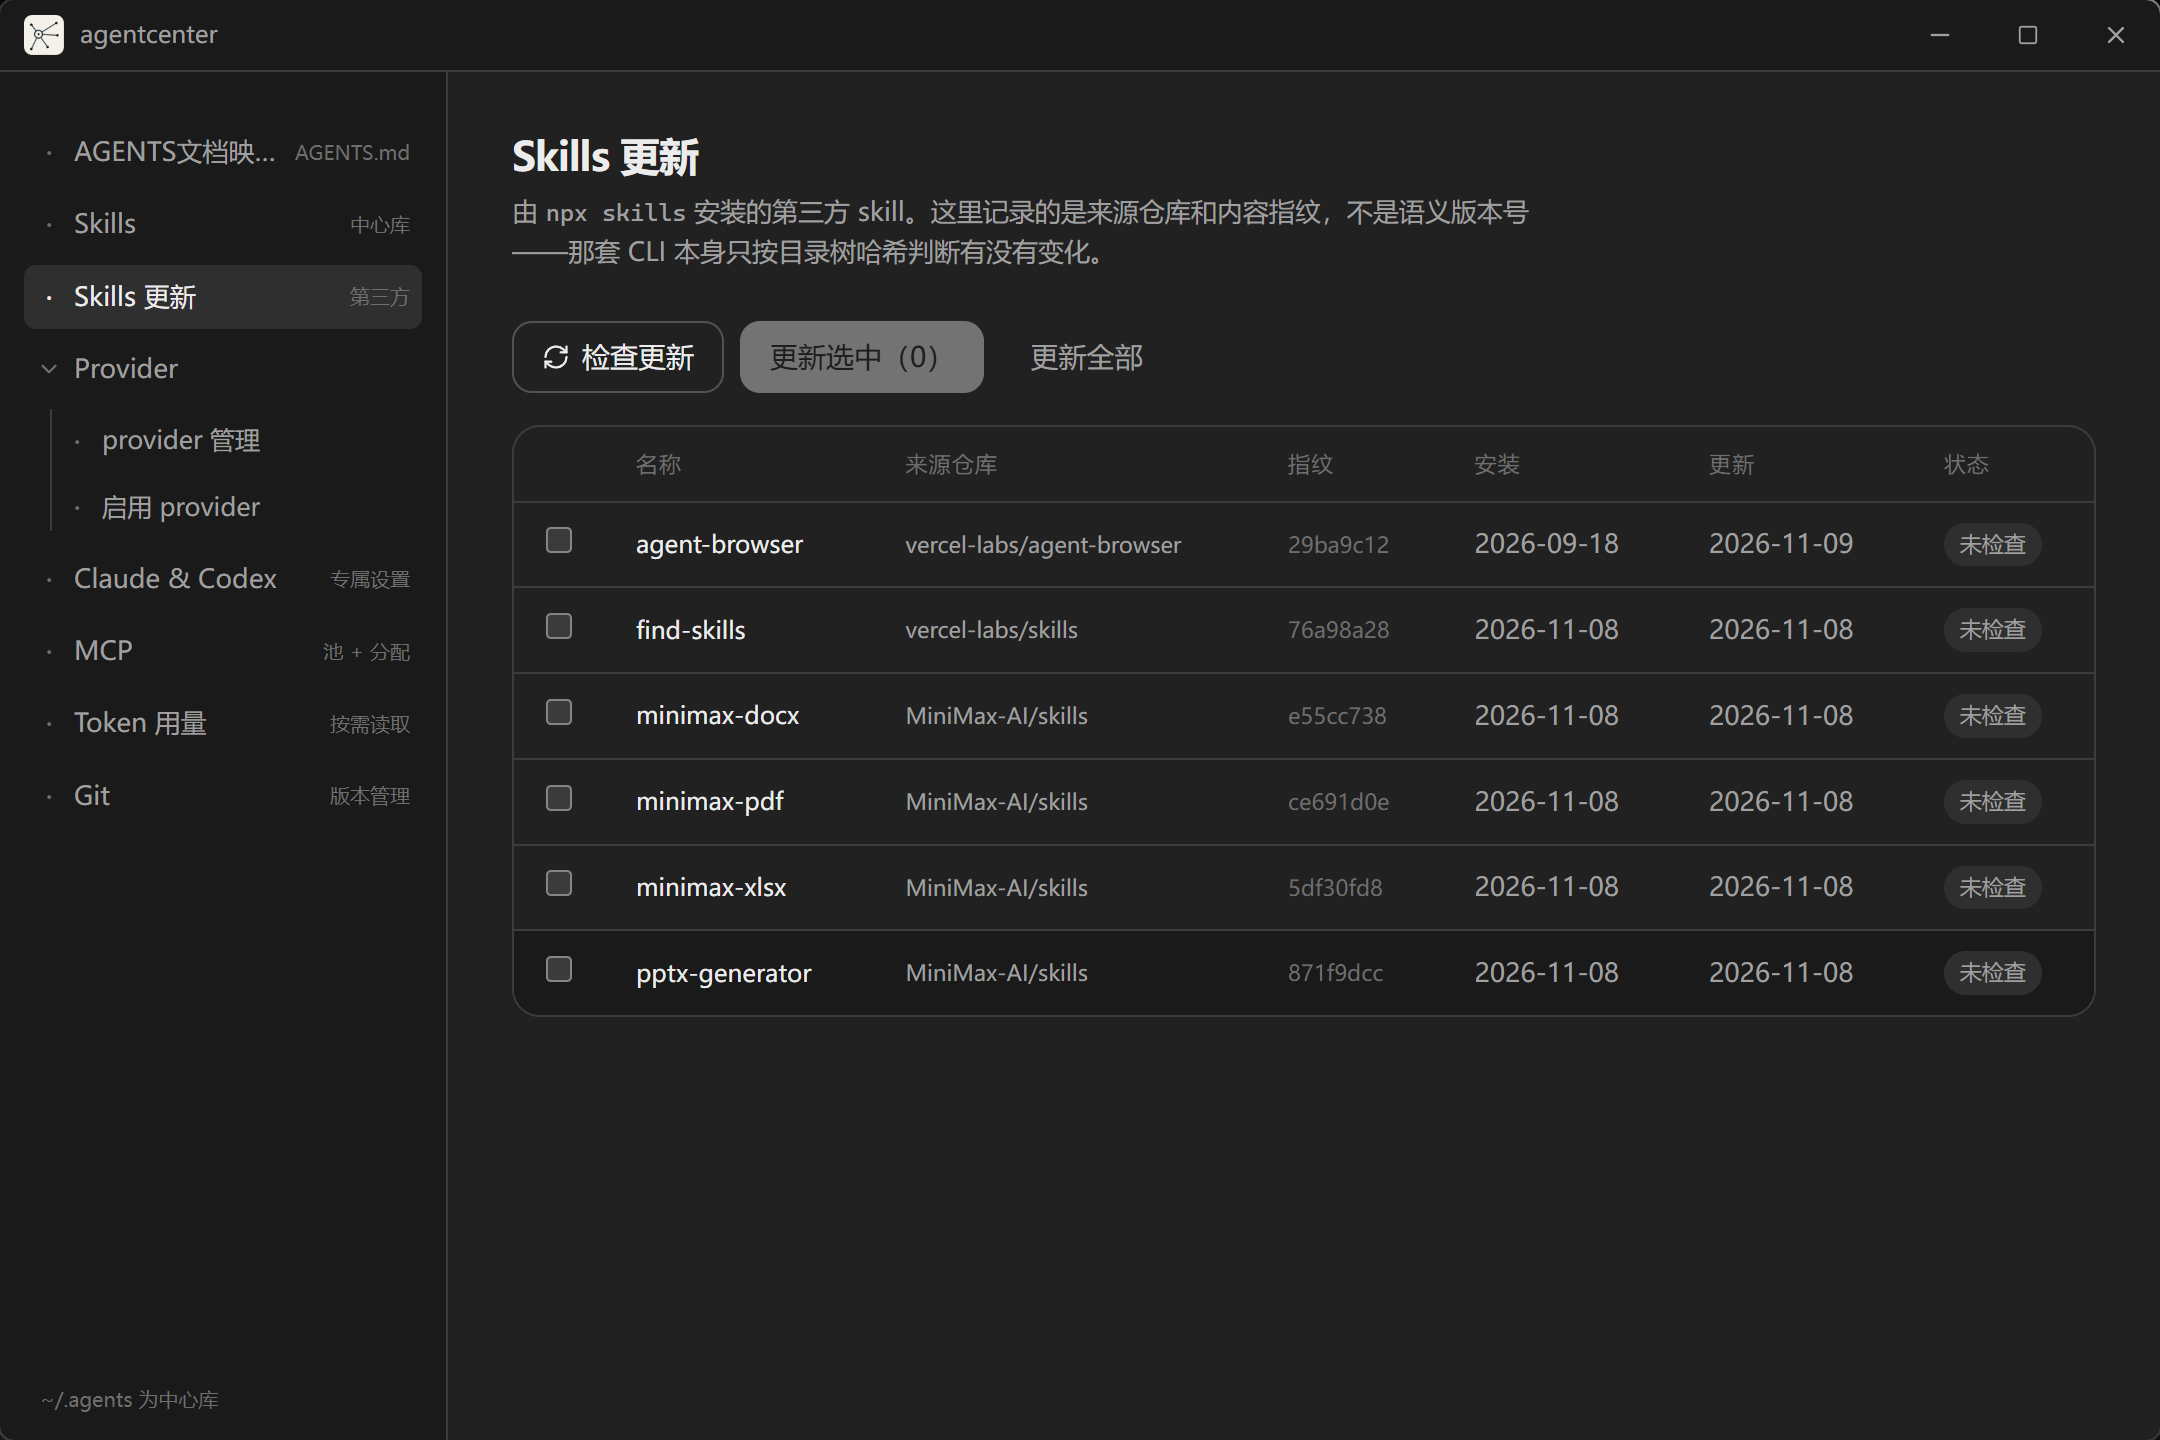 agentcenter
AGENTS文档映... AGENTS.md
Skills 中心库
Skills 更新 第三方
Provider
provider 管理
启用 provider
Claude & Codex 专属设置
MCP 池 + 分配
Token 用量 按需读取
Git 版本管理
~/.agents 为中心库
Skills 更新
由 npx skills 安装的第三方 skill。这里记录的是来源仓库和内容指纹，不是语义版本号
——那套 CLI 本身只按目录树哈希判断有没有变化。
检查更新 更新选中（0） 更新全部
名称 来源仓库 指纹 安装 更新 状态
agent-browser vercel-labs/agent-browser 29ba9c12 2026-09-18 2026-11-09 未检查
find-skills vercel-labs/skills 76a98a28 2026-11-08 2026-11-08 未检查
minimax-docx MiniMax-AI/skills e55cc738 2026-11-08 2026-11-08 未检查
minimax-pdf MiniMax-AI/skills ce691d0e 2026-11-08 2026-11-08 未检查
minimax-xlsx MiniMax-AI/skills 5df30fd8 2026-11-08 2026-11-08 未检查
pptx-generator MiniMax-AI/skills 871f9dcc 2026-11-08 2026-11-08 未检查